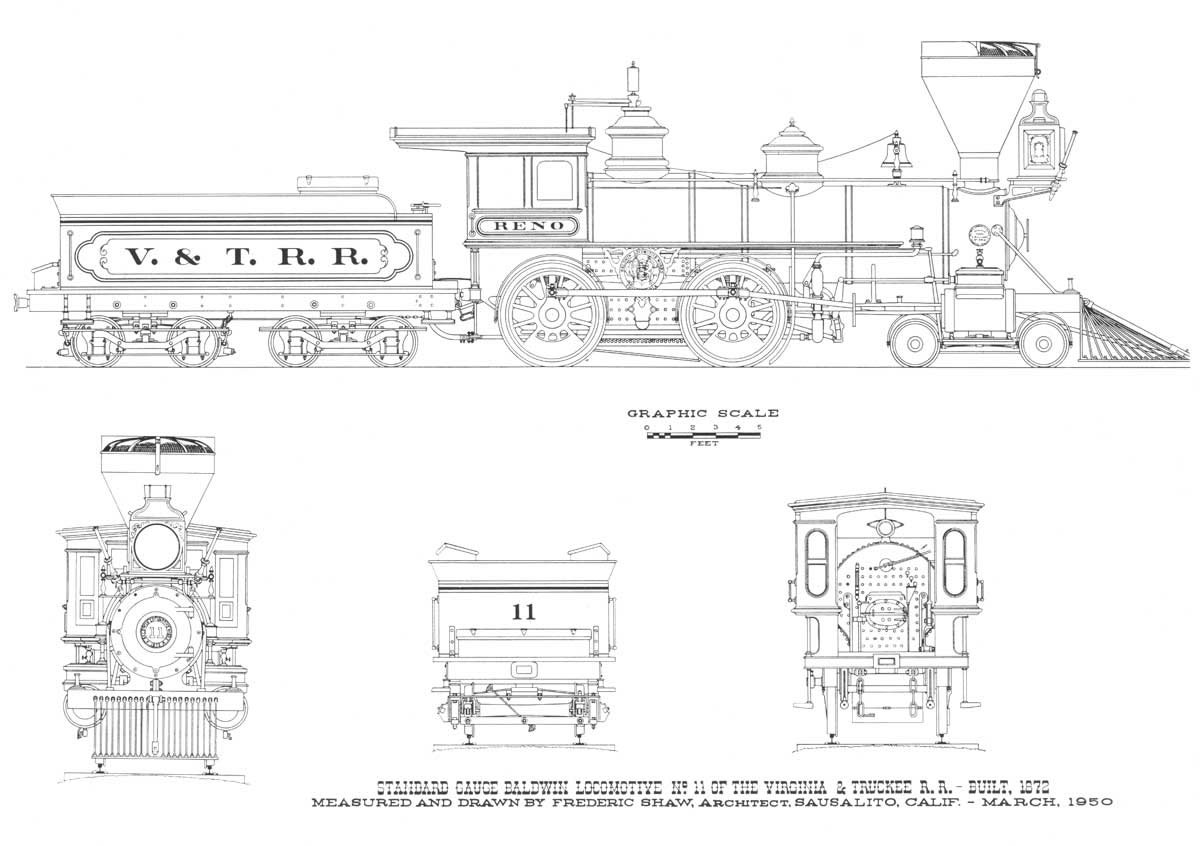 V. & T. R. R.
RENO
GRAPHIC SCALE
0 1 2 3 4 5
FEET
11
11
STANDARD GAUGE BALDWIN LOCOMOTIVE Nº 11 OF THE VIRGINIA & TRUCKEE R. R. - BUILT, 1872
MEASURED AND DRAWN BY FREDERIC SHAW, ARCHITECT, SAUSALITO, CALIF. - MARCH, 1950